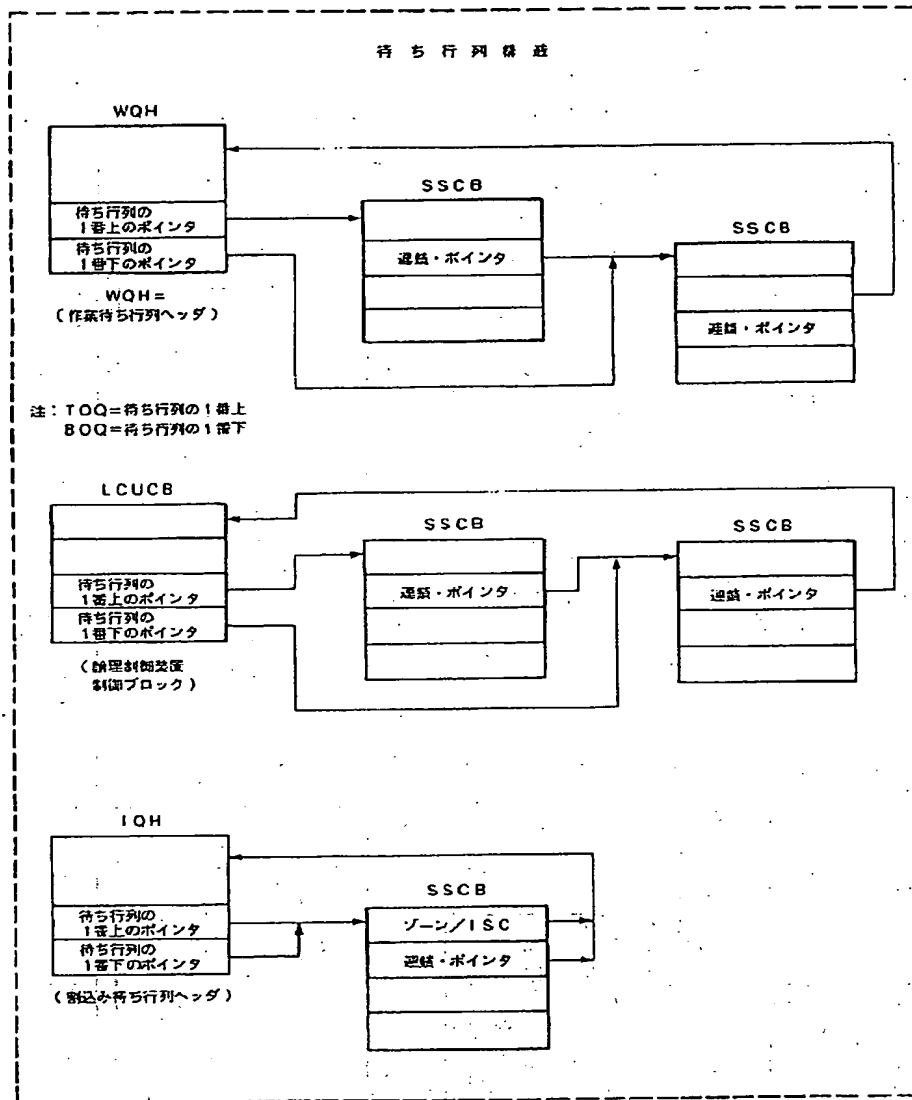 待ち行列構造
WQH
待ち行列の
1番上のポインタ
待ち行列の
1番下のポインタ
WQH=
(作業待ち行列ヘッダ)
SSCB
連鎖・ポインタ
SSCB
連鎖・ポインタ
注:TOQ=待ち行列の1番上
BOQ=待ち行列の1番下
LCUCB
待ち行列の
1番上のポインタ
待ち行列の
1番下のポインタ
(論理制御装置
制御ブロック)
SSCB
連鎖・ポインタ
SSCB
連鎖・ポインタ
IQH
待ち行列の
1番上のポインタ
待ち行列の
1番下のポインタ
(割込み待ち行列ヘッダ)
SSCB
ゾーン/ISC
連鎖・ポインタ